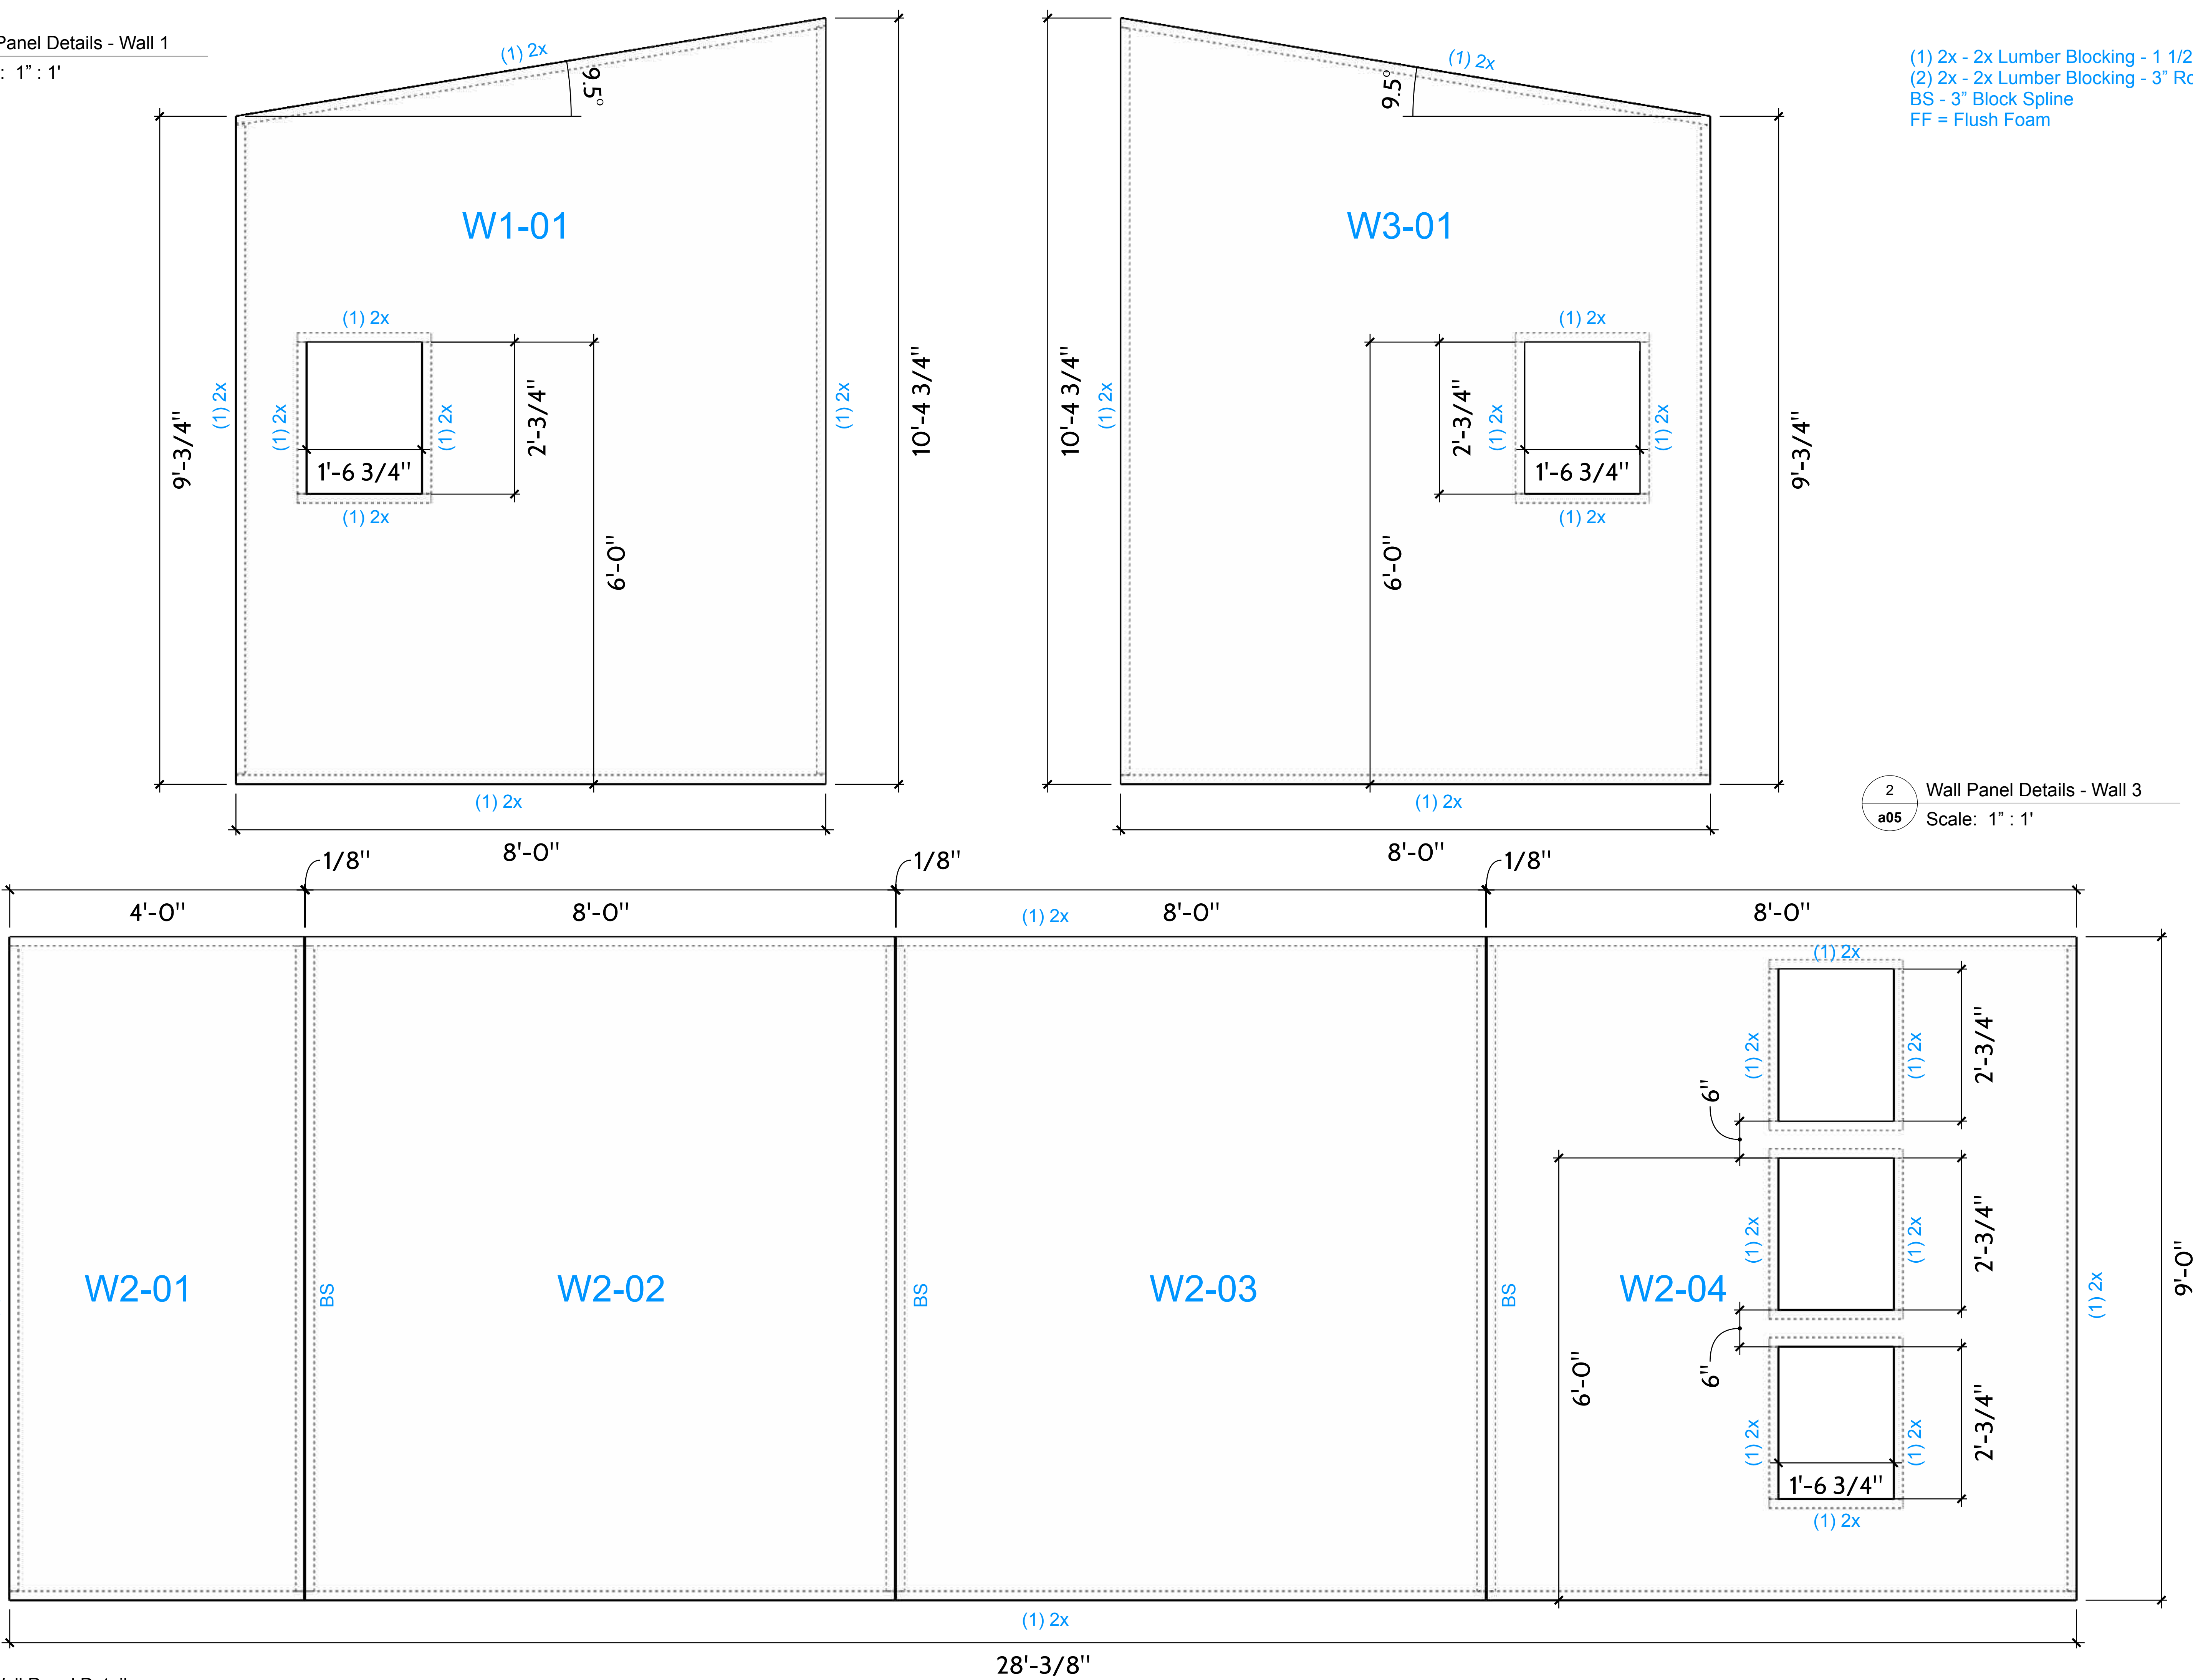 Panel Details - Wall 1
: 1” : 1'
(1) 2x
9.5°
W1-01
(1) 2x
(1) 2x
(1) 2x
(1) 2x
1'-6 3/4"
(1) 2x
2'-3/4"
6'-0"
9'-3/4"
(1) 2x
10'-4 3/4"
(1) 2x
8'-0"
(1) 2x
9.5°
W3-01
10'-4 3/4"
(1) 2x
(1) 2x
(1) 2x
(1) 2x
1'-6 3/4"
(1) 2x
2'-3/4"
6'-0"
9'-3/4"
(1) 2x
8'-0"
(1) 2x - 2x Lumber Blocking - 1 1/2
(2) 2x - 2x Lumber Blocking - 3” Ro
BS - 3” Block Spline
FF = Flush Foam
2
a05
Wall Panel Details - Wall 3
Scale: 1” : 1'
1/8"
1/8"
1/8"
4'-0"
8'-0"
(1) 2x
8'-0"
8'-0"
W2-01
BS
W2-02
BS
W2-03
BS
W2-04
(1) 2x
(1) 2x
(1) 2x
2'-3/4"
6"
(1) 2x
(1) 2x
2'-3/4"
6"
6'-0"
(1) 2x
(1) 2x
2'-3/4"
1'-6 3/4"
(1) 2x
(1) 2x
9'-0"
(1) 2x
28'-3/8"